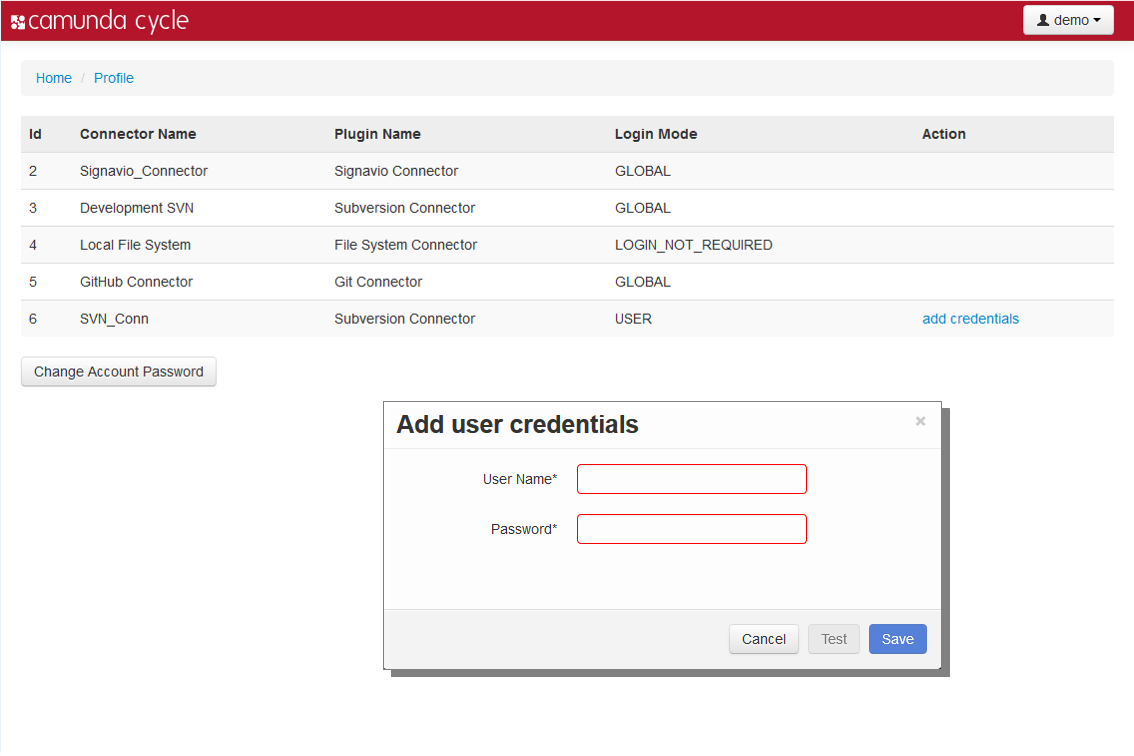 camunda cycle
demo
Home / Profile
Id Connector Name Plugin Name Login Mode Action
2 Signavio_Connector Signavio Connector GLOBAL
3 Development SVN Subversion Connector GLOBAL
4 Local File System File System Connector LOGIN_NOT_REQUIRED
5 GitHub Connector Git Connector GLOBAL
6 SVN_Conn Subversion Connector USER add credentials
Change Account Password
Add user credentials ×
User Name*
Password*
Cancel Test Save